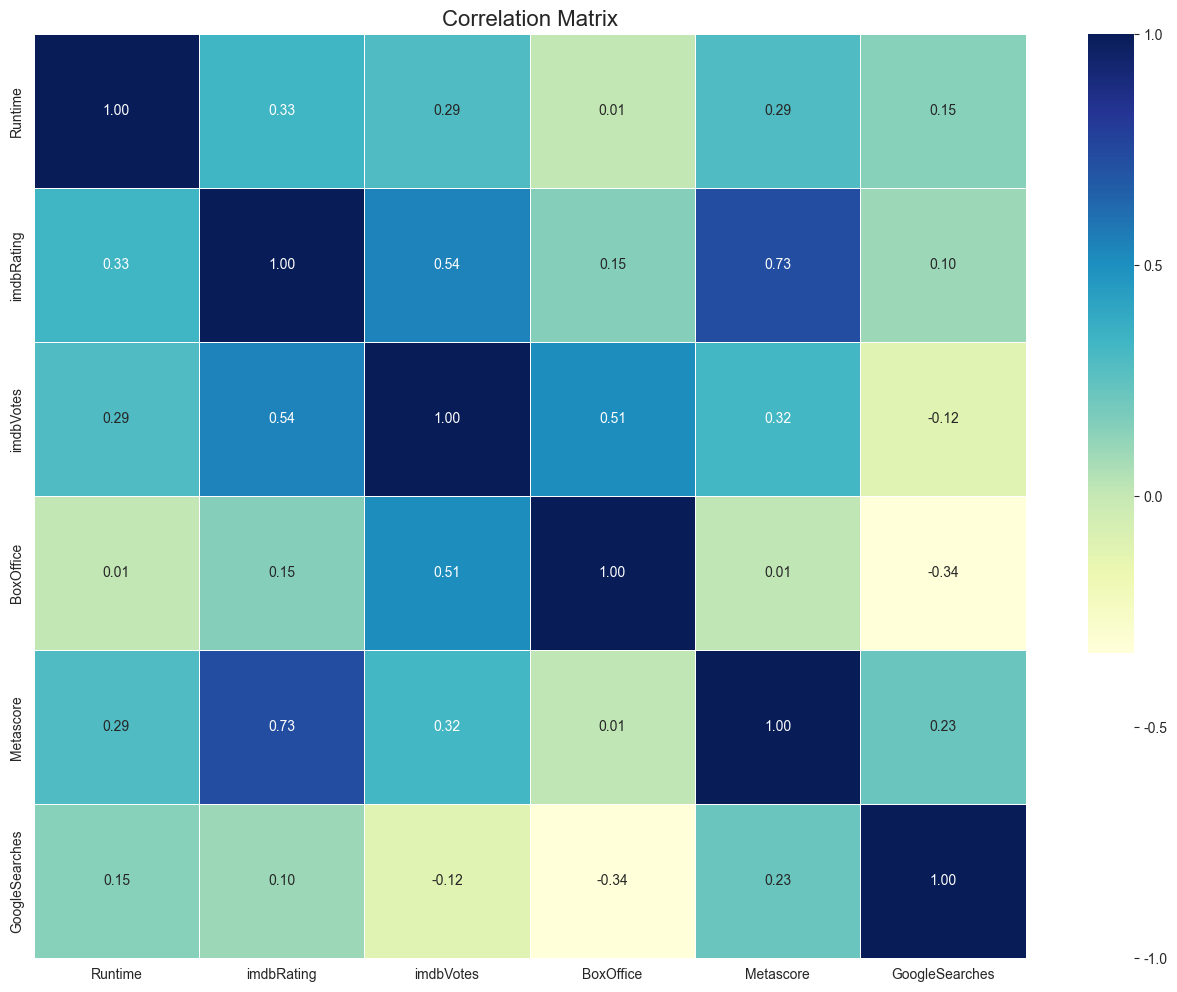 Correlation Matrix
Runtime 1.00 0.33 0.29 0.01 0.29 0.15
imdbRating 0.33 1.00 0.54 0.15 0.73 0.10
imdbVotes 0.29 0.54 1.00 0.51 0.32 -0.12
BoxOffice 0.01 0.15 0.51 1.00 0.01 -0.34
Metascore 0.29 0.73 0.32 0.01 1.00 0.23
GoogleSearches 0.15 0.10 -0.12 -0.34 0.23 1.00
Runtime imdbRating imdbVotes BoxOffice Metascore GoogleSearches
1.0
0.5
0.0
-0.5
-1.0